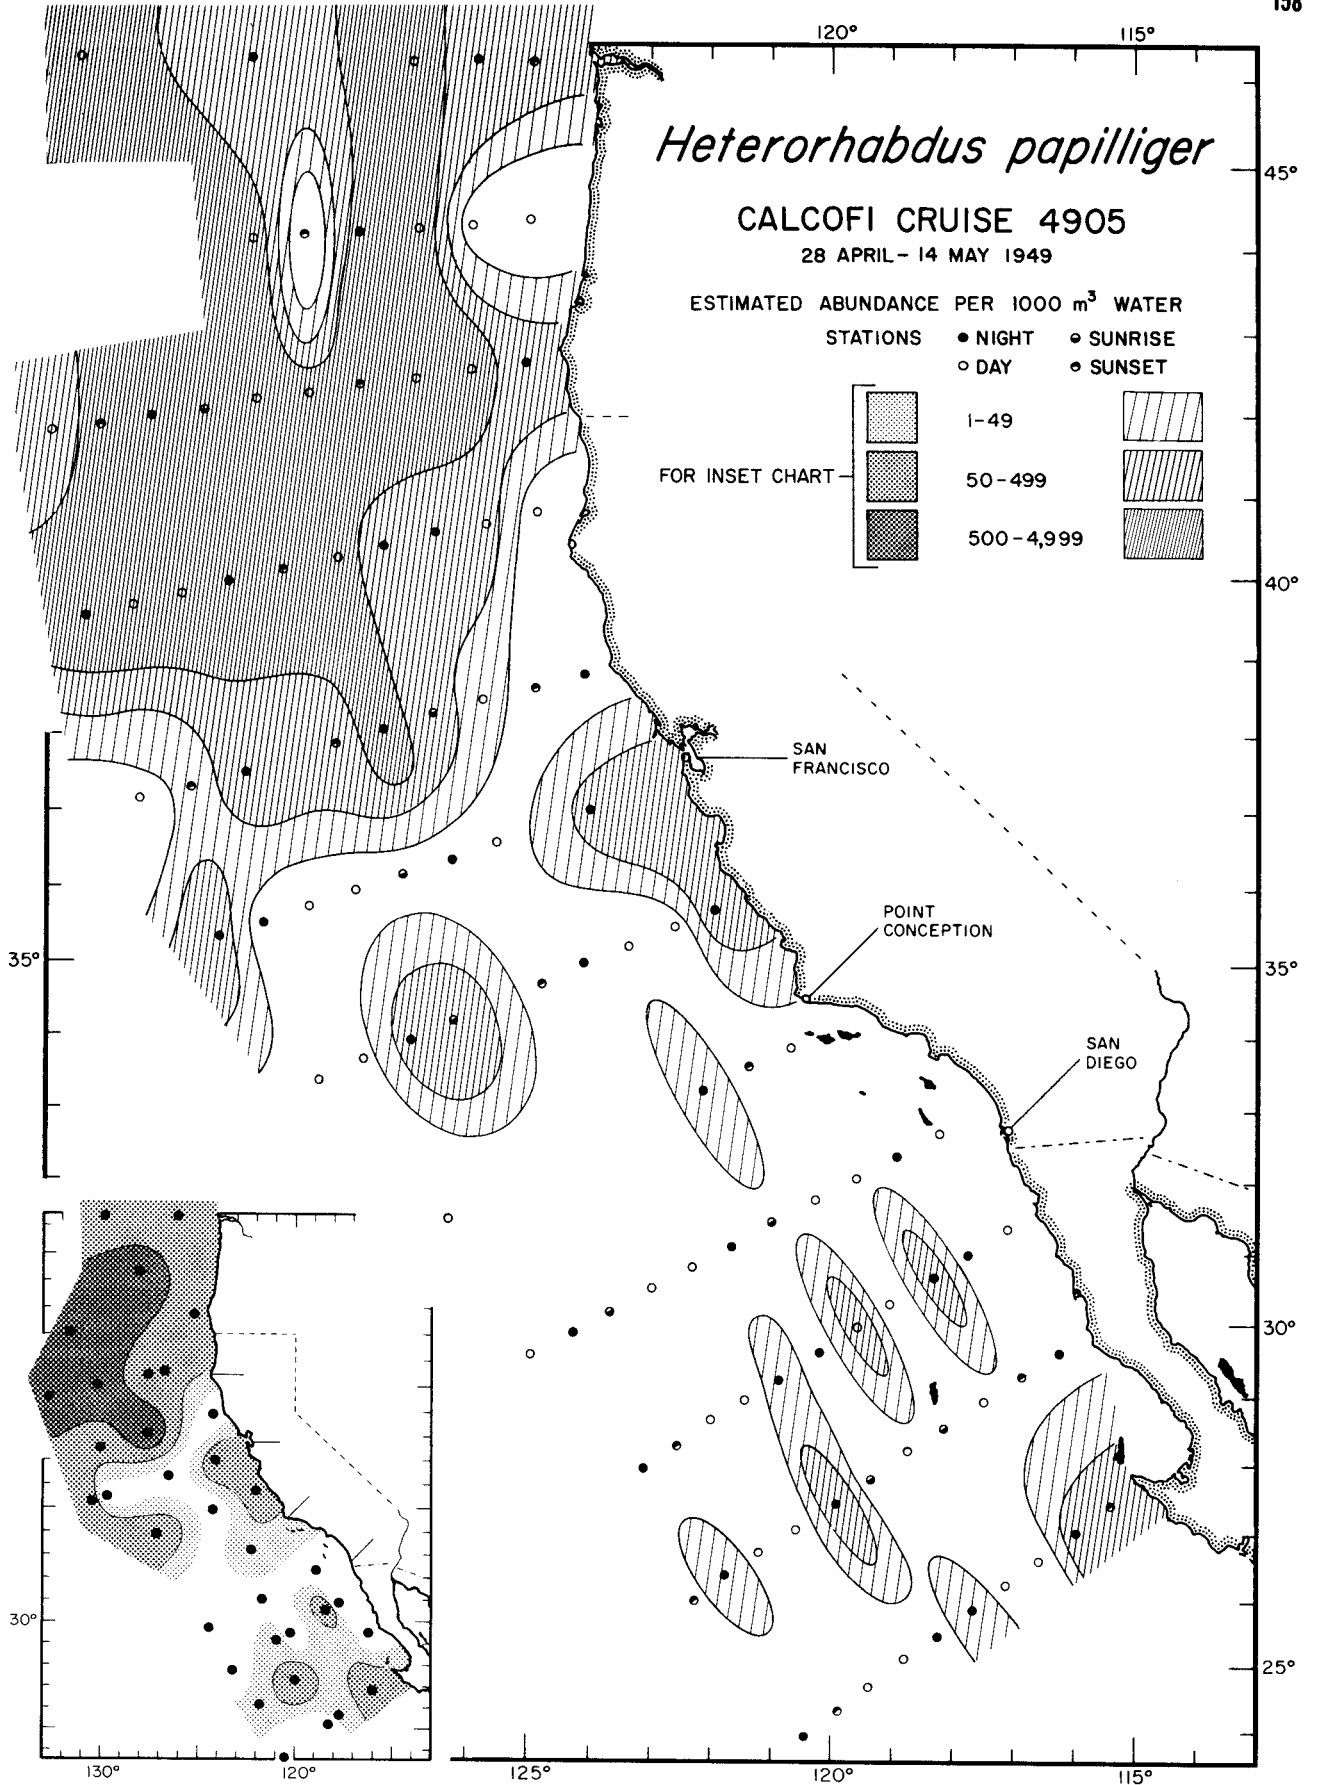 158
120° 115°
Heterorhabdus papilliger
45°
CALCOFI CRUISE 4905
28 APRIL – 14 MAY 1949
ESTIMATED ABUNDANCE PER 1000 m³ WATER
STATIONS ● NIGHT ◒ SUNRISE
○ DAY ◓ SUNSET
1–49
FOR INSET CHART
50–499
500–4,999
40°
SAN
FRANCISCO
POINT
CONCEPTION
35° 35°
SAN
DIEGO
30°
30°
25°
130° 120° 125° 120° 115°